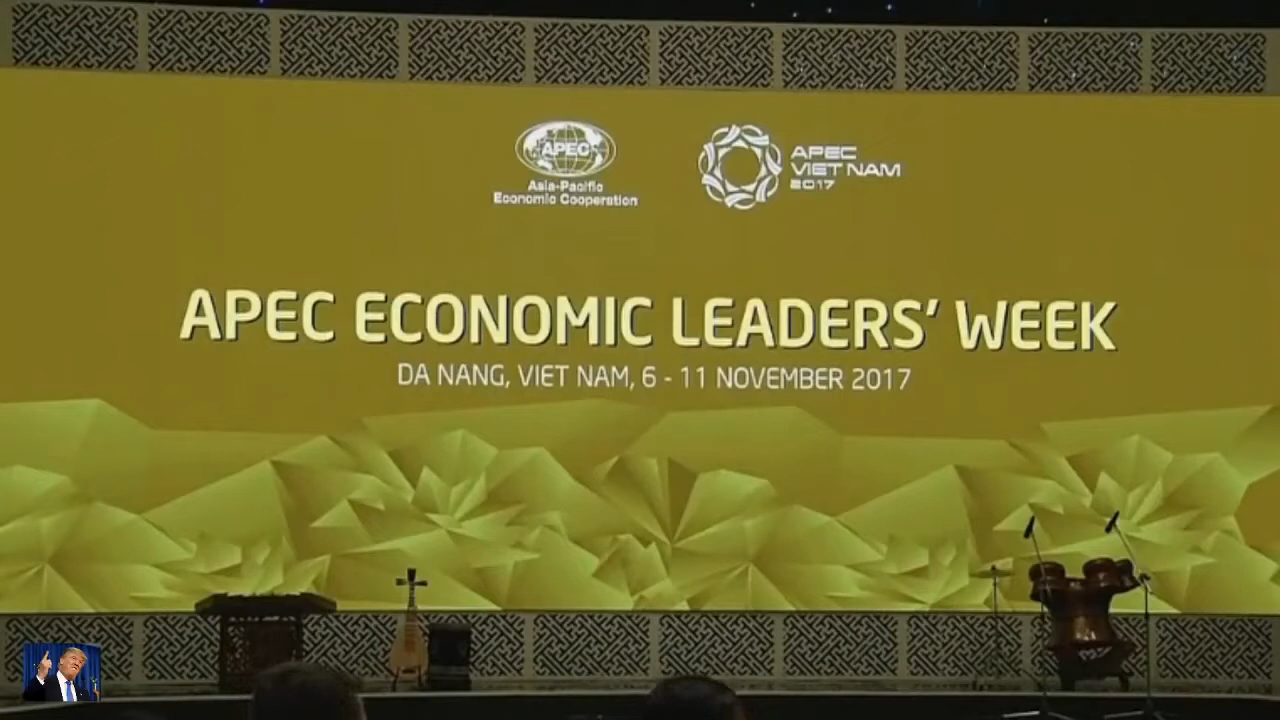 APEC
Asia-Pacific
Economic Cooperation
APEC
VIET NAM
2017
APEC ECONOMIC LEADERS' WEEK
DA NANG, VIET NAM, 6 - 11 NOVEMBER 2017